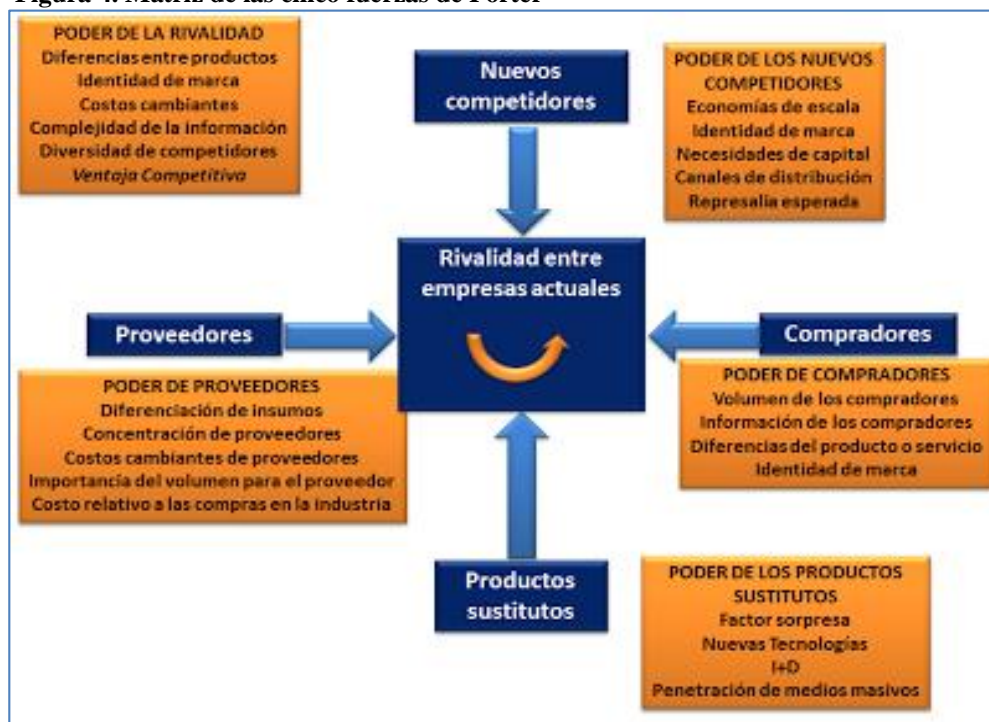 Figura 4. Matriz de las cinco fuerzas de Porter
PODER DE LA RIVALIDAD
Diferencias entre productos
Identidad de marca
Costos cambiantes
Complejidad de la información
Diversidad de competidores
Ventaja Competitiva
Nuevos
competidores
PODER DE LOS NUEVOS
COMPETIDORES
Economías de escala
Identidad de marca
Necesidades de capital
Canales de distribución
Represalia esperada
Rivalidad entre
empresas actuales
Proveedores
PODER DE PROVEEDORES
Diferenciación de insumos
Concentración de proveedores
Costos cambiantes de proveedores
Importancia del volumen para el proveedor
Costo relativo a las compras en la industria
Compradores
PODER DE COMPRADORES
Volumen de los compradores
Información de los compradores
Diferencias del producto o servicio
Identidad de marca
Productos
sustitutos
PODER DE LOS PRODUCTOS
SUSTITUTOS
Factor sorpresa
Nuevas Tecnologías
I+D
Penetración de medios masivos